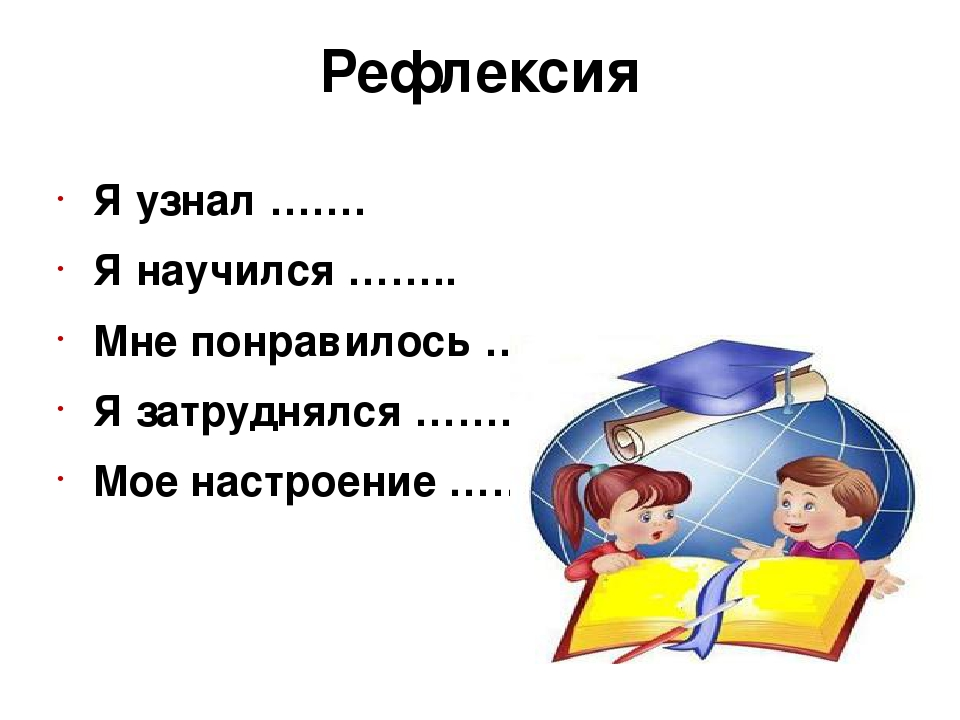 Рефлексия
Я узнал …….
Я научился ……..
Мне понравилось ..
Я затруднялся …….
Мое настроение …..